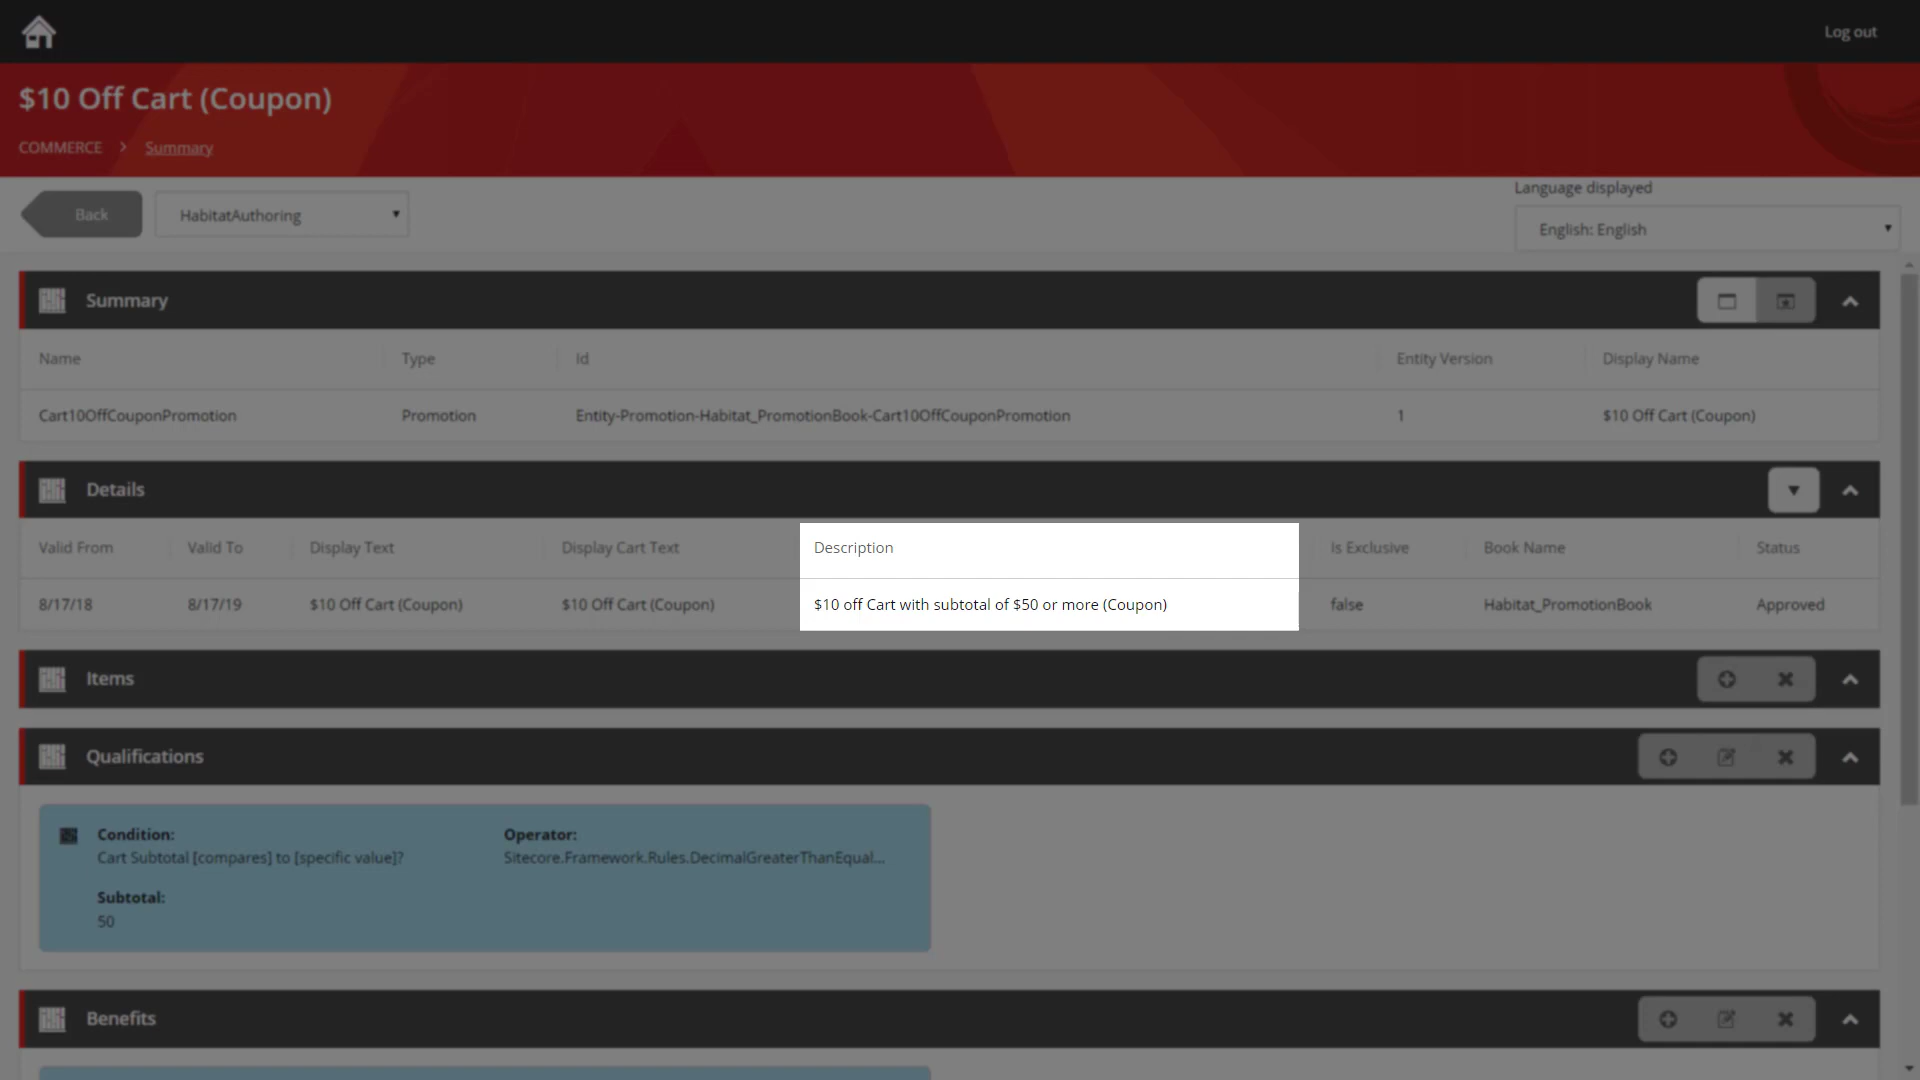 Log out
$10 Off Cart (Coupon)
COMMERCE > Summary
Back
HabitatAuthoring
Language displayed
English: English
Summary
Name Type Id Entity Version Display Name
Cart10OffCouponPromotion Promotion Entity-Promotion-Habitat_PromotionBook-Cart10OffCouponPromotion 1 $10 Off Cart (Coupon)
Details
Valid From Valid To Display Text Display Cart Text Description Is Exclusive Book Name Status
8/17/18 8/17/19 $10 Off Cart (Coupon) $10 Off Cart (Coupon) $10 off Cart with subtotal of $50 or more (Coupon) false Habitat_PromotionBook Approved
Items
Qualifications
Condition: Operator:
Cart Subtotal [compares] to [specific value]? Sitecore.Framework.Rules.DecimalGreaterThanEqual...
Subtotal:
50
Benefits